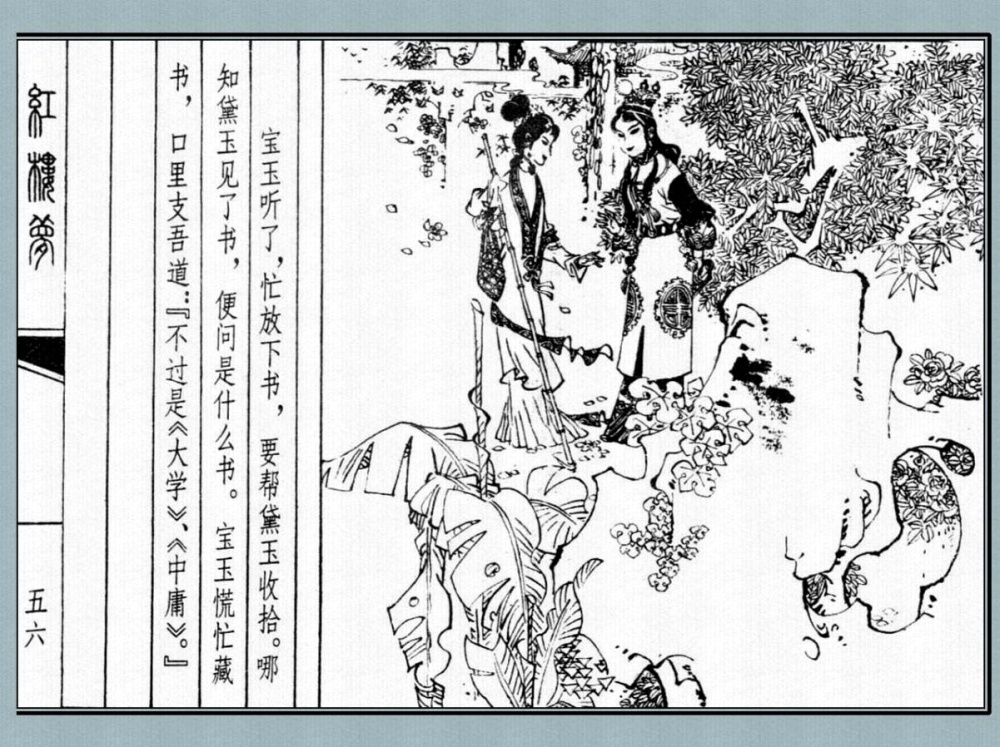 宝玉听了，忙放下书，要帮黛玉收拾。哪
知黛玉见了书，便问是什么书。宝玉慌忙藏
书，口里支吾道：『不过是《大学》、《中庸》。』
紅樓夢
五六